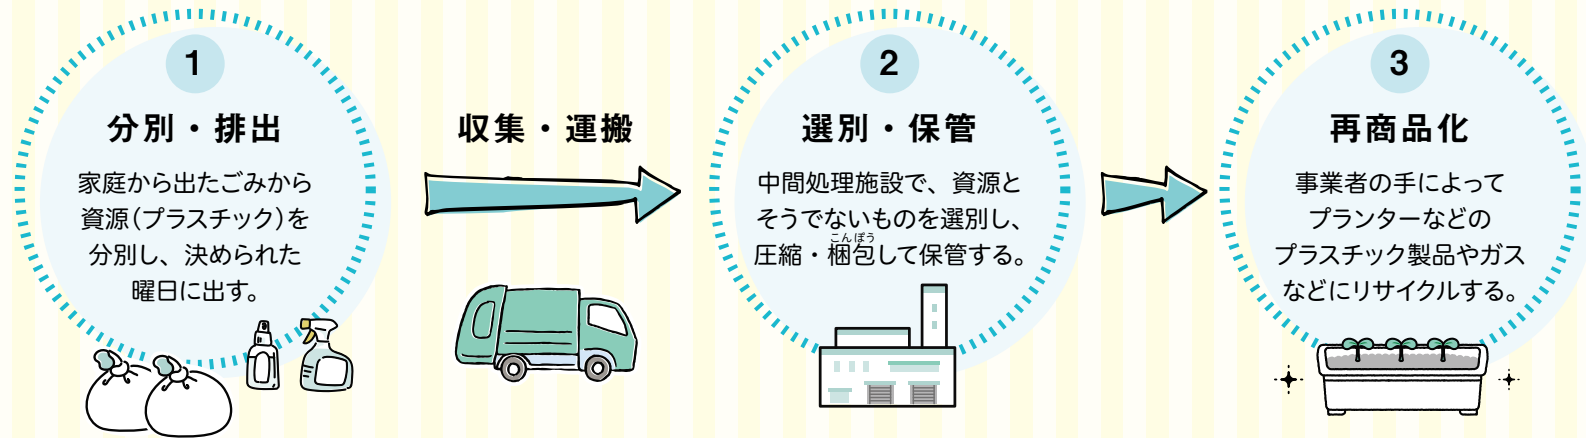 1
分別・排出
家庭から出たごみから
資源(プラスチック)を
分別し、決められた
曜日に出す。
収集・運搬
2
選別・保管
中間処理施設で、資源と
そうでないものを選別し、
こんぽう
圧縮・梱包して保管する。
3
再商品化
事業者の手によって
プランターなどの
プラスチック製品やガス
などにリサイクルする。